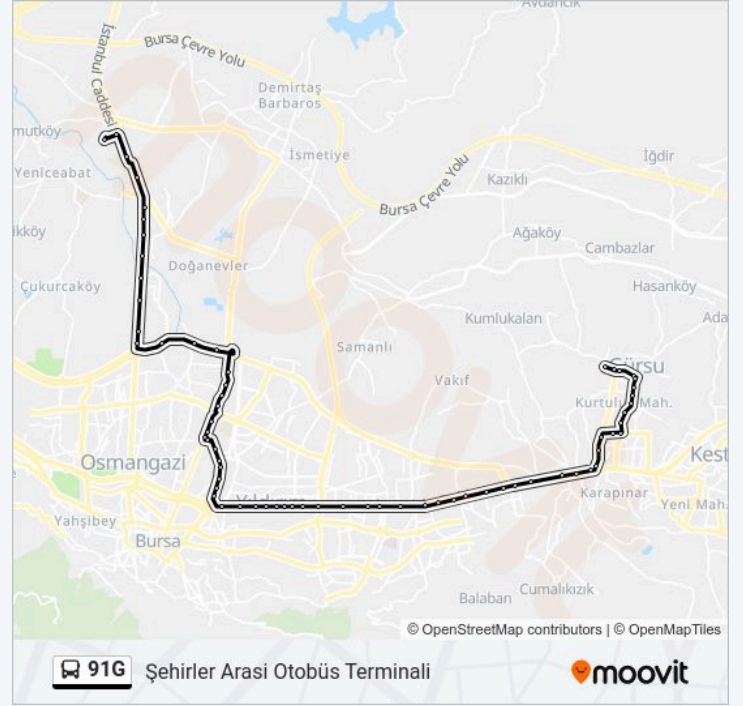 Avdancık
İstanbul Caddesi
Bursa Çevre Yolu
Demirtaş
Barbaros
mutköy
İsmetiye
İğdir
Yeniceabat
Kazıklı
Bursa Çevre Yolu
ikköy
Ağaköy
Cambazlar
Doğanevler
Çukurcaköy
Hasanköy
Kumlukalan
Ada
Samanlı
Gürsu
Vakıf
Kurtuluş Mah.
Osmangazi
Kest
Yıldırım
Karapınar
Yeni Mah.
Yahşibey
Bursa
Cumalıkızık
Balaban
moovit
© OpenStreetMap contributors | © OpenMapTiles
91G Şehirler Arasi Otobüs Terminali moovit